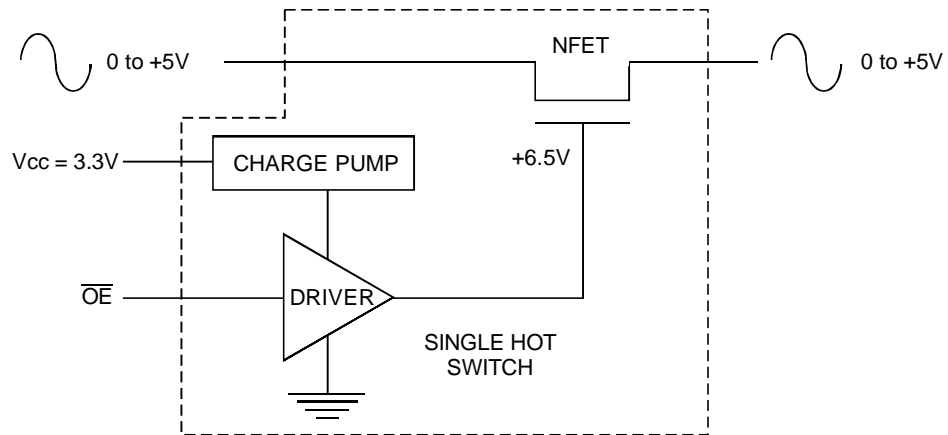 NFET
0 to +5V
0 to +5V
Vcc = 3.3V
CHARGE PUMP
+6.5V
OE
DRIVER
SINGLE HOT
SWITCH